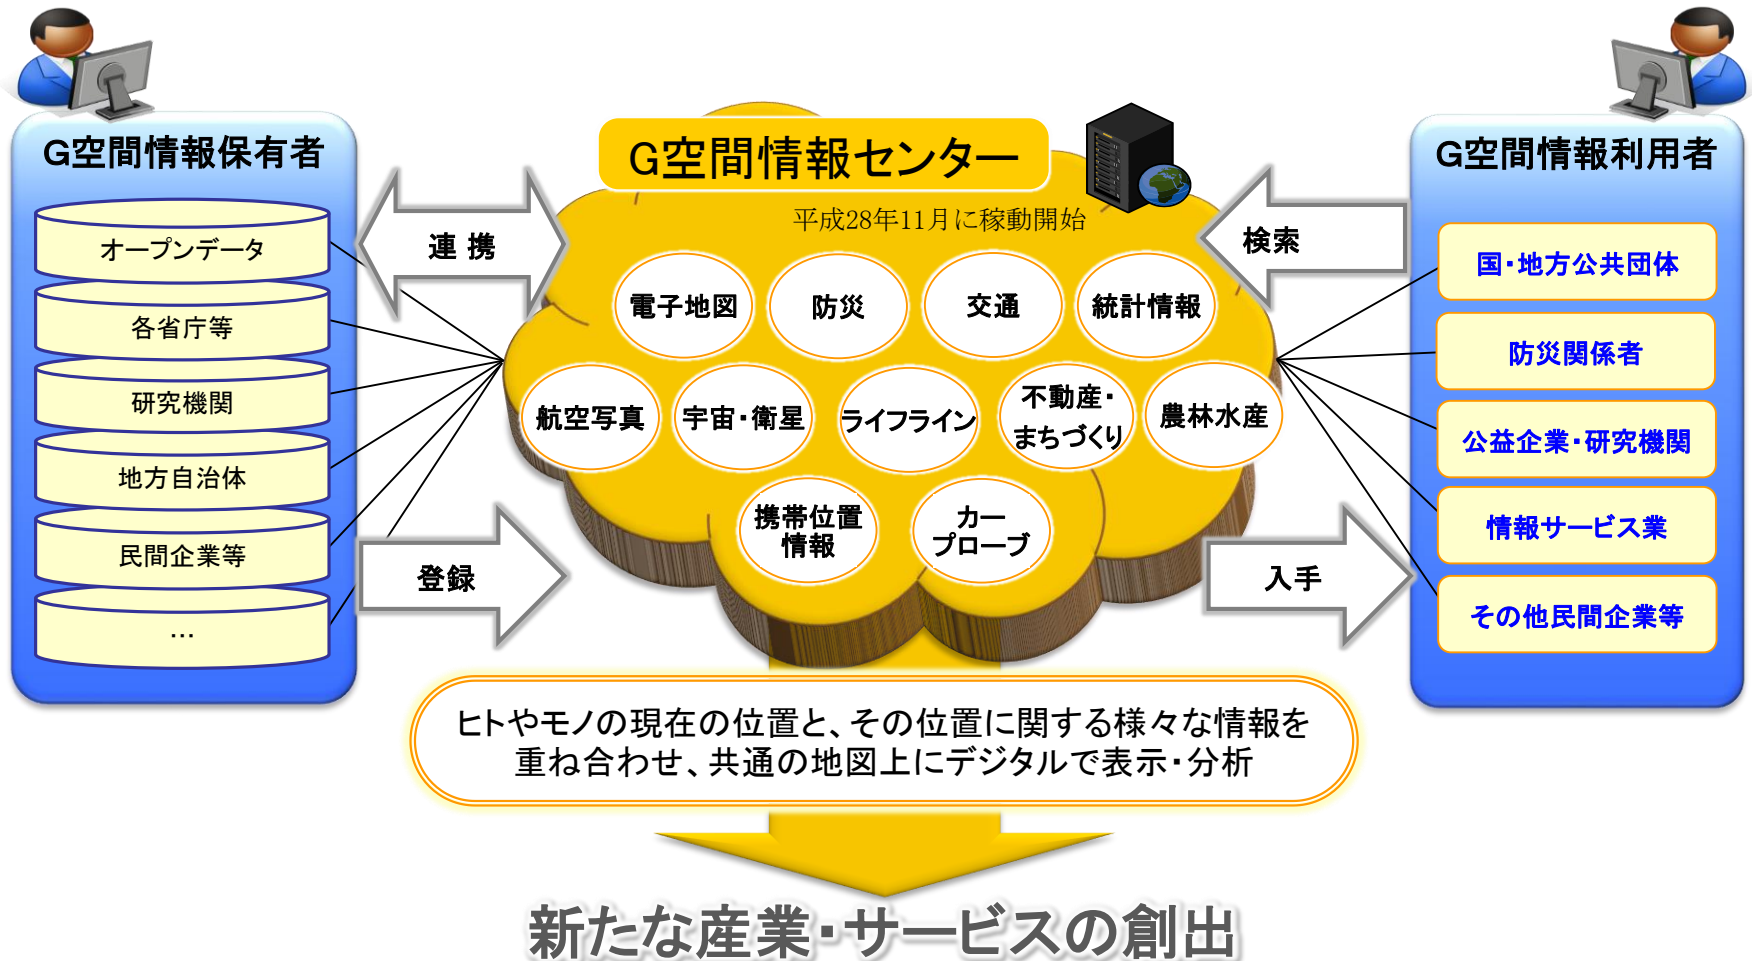 G空間情報保有者
オープンデータ
各省庁等
研究機関
地方自治体
民間企業等
…
連 携
登録
G空間情報センター
平成28年11月に稼動開始
電子地図
防災
交通
統計情報
航空写真
宇宙・衛星
ライフライン
不動産・
まちづくり
農林水産
携帯位置
情報
カー
プローブ
検索
入手
G空間情報利用者
国・地方公共団体
防災関係者
公益企業・研究機関
情報サービス業
その他民間企業等
ヒトやモノの現在の位置と、その位置に関する様々な情報を
重ね合わせ、共通の地図上にデジタルで表示・分析
新たな産業・サービスの創出